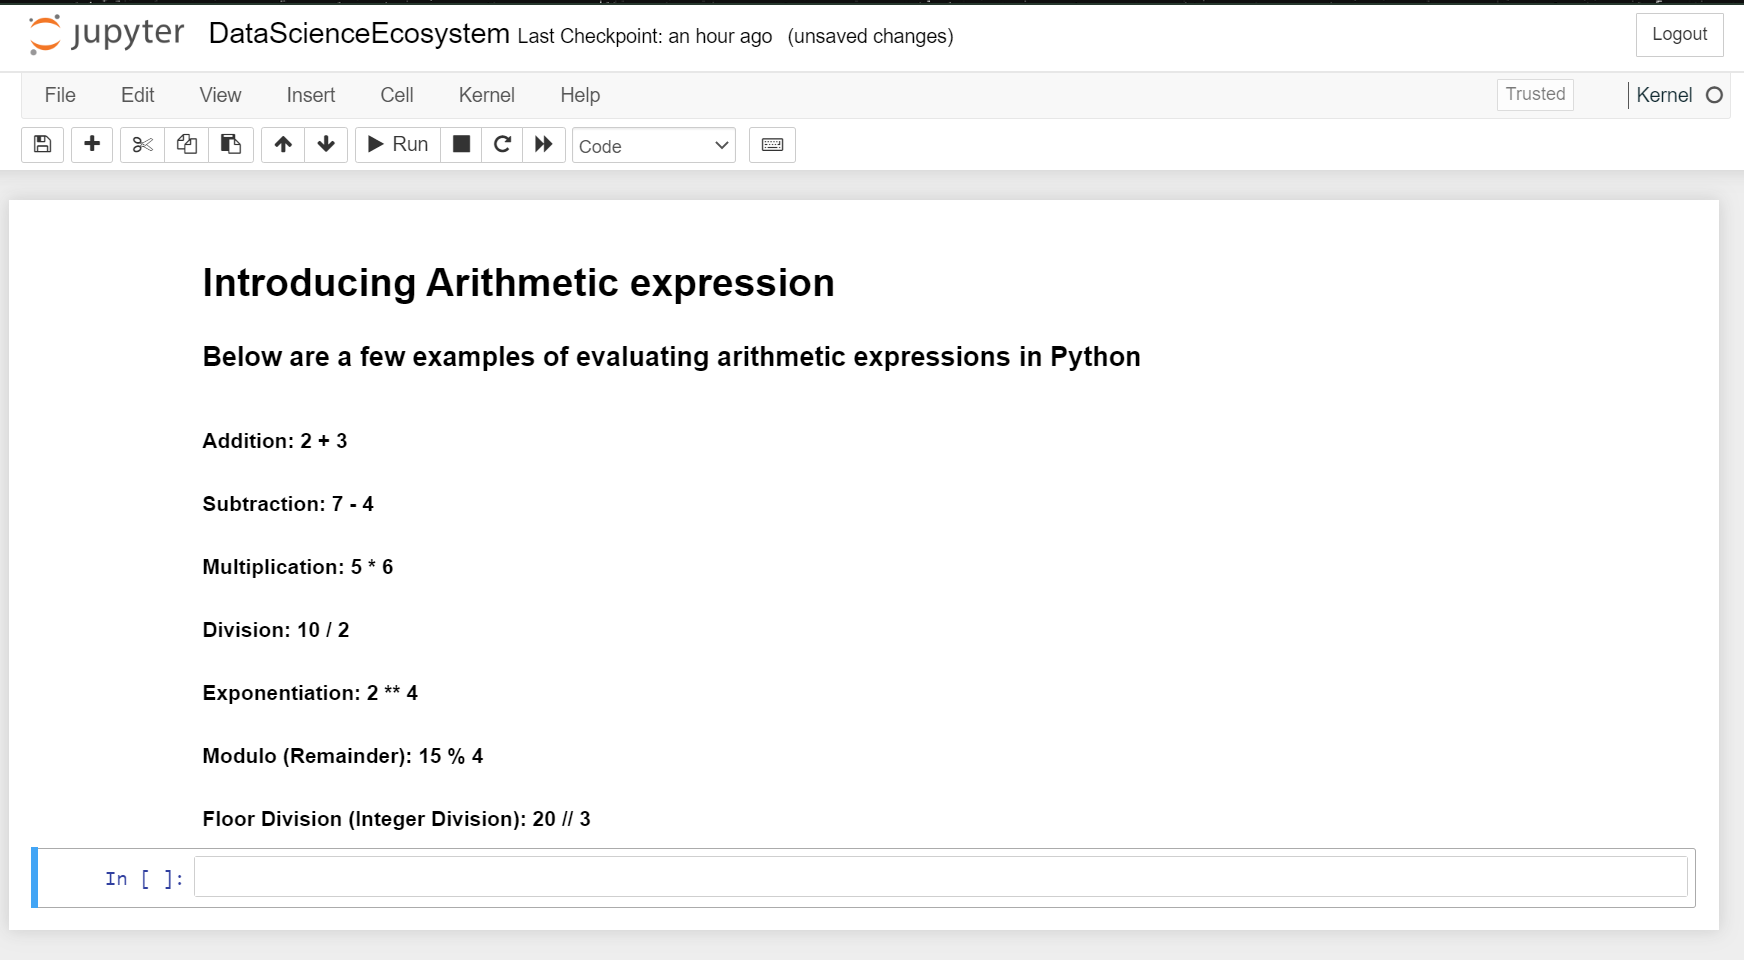 jupyter DataScienceEcosystem Last Checkpoint: an hour ago (unsaved changes) Logout
File Edit View Insert Cell Kernel Help Trusted Kernel
Run Code
Introducing Arithmetic expression
Below are a few examples of evaluating arithmetic expressions in Python
Addition: 2 + 3
Subtraction: 7 - 4
Multiplication: 5 * 6
Division: 10 / 2
Exponentiation: 2 ** 4
Modulo (Remainder): 15 % 4
Floor Division (Integer Division): 20 // 3
In [ ]: